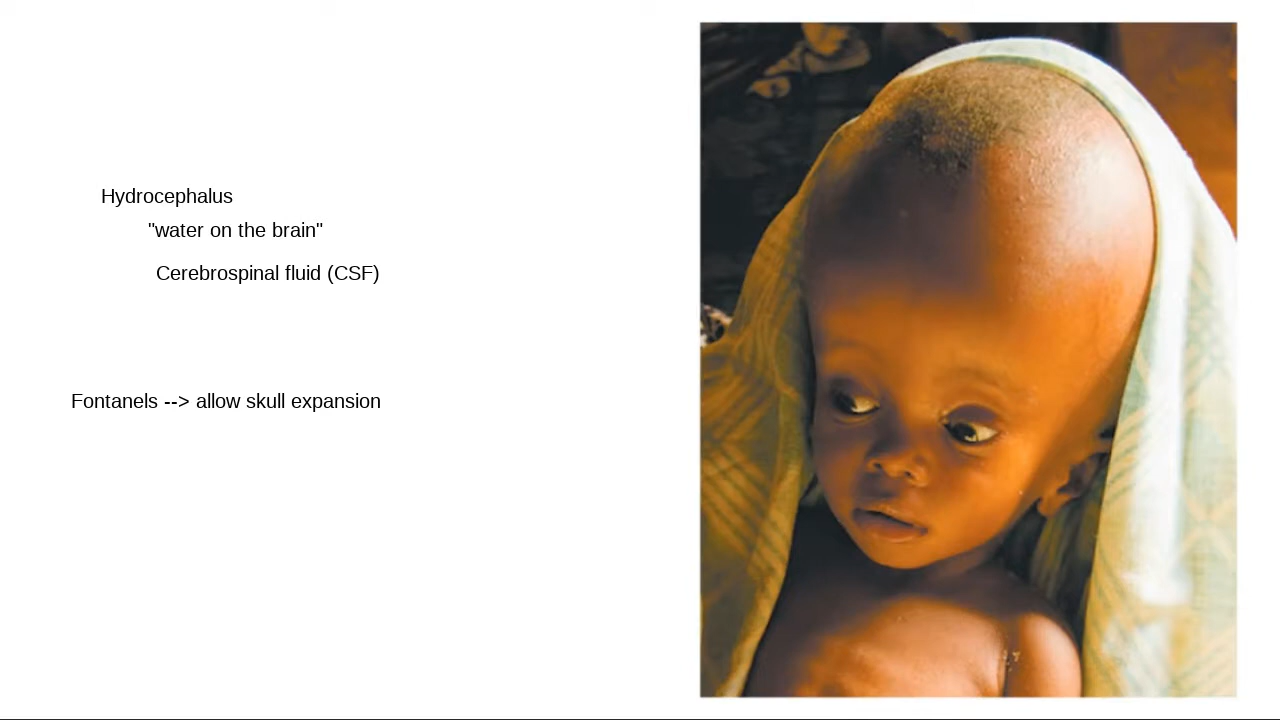 Hydrocephalus
"water on the brain"
Cerebrospinal fluid (CSF)
Fontanels --> allow skull expansion